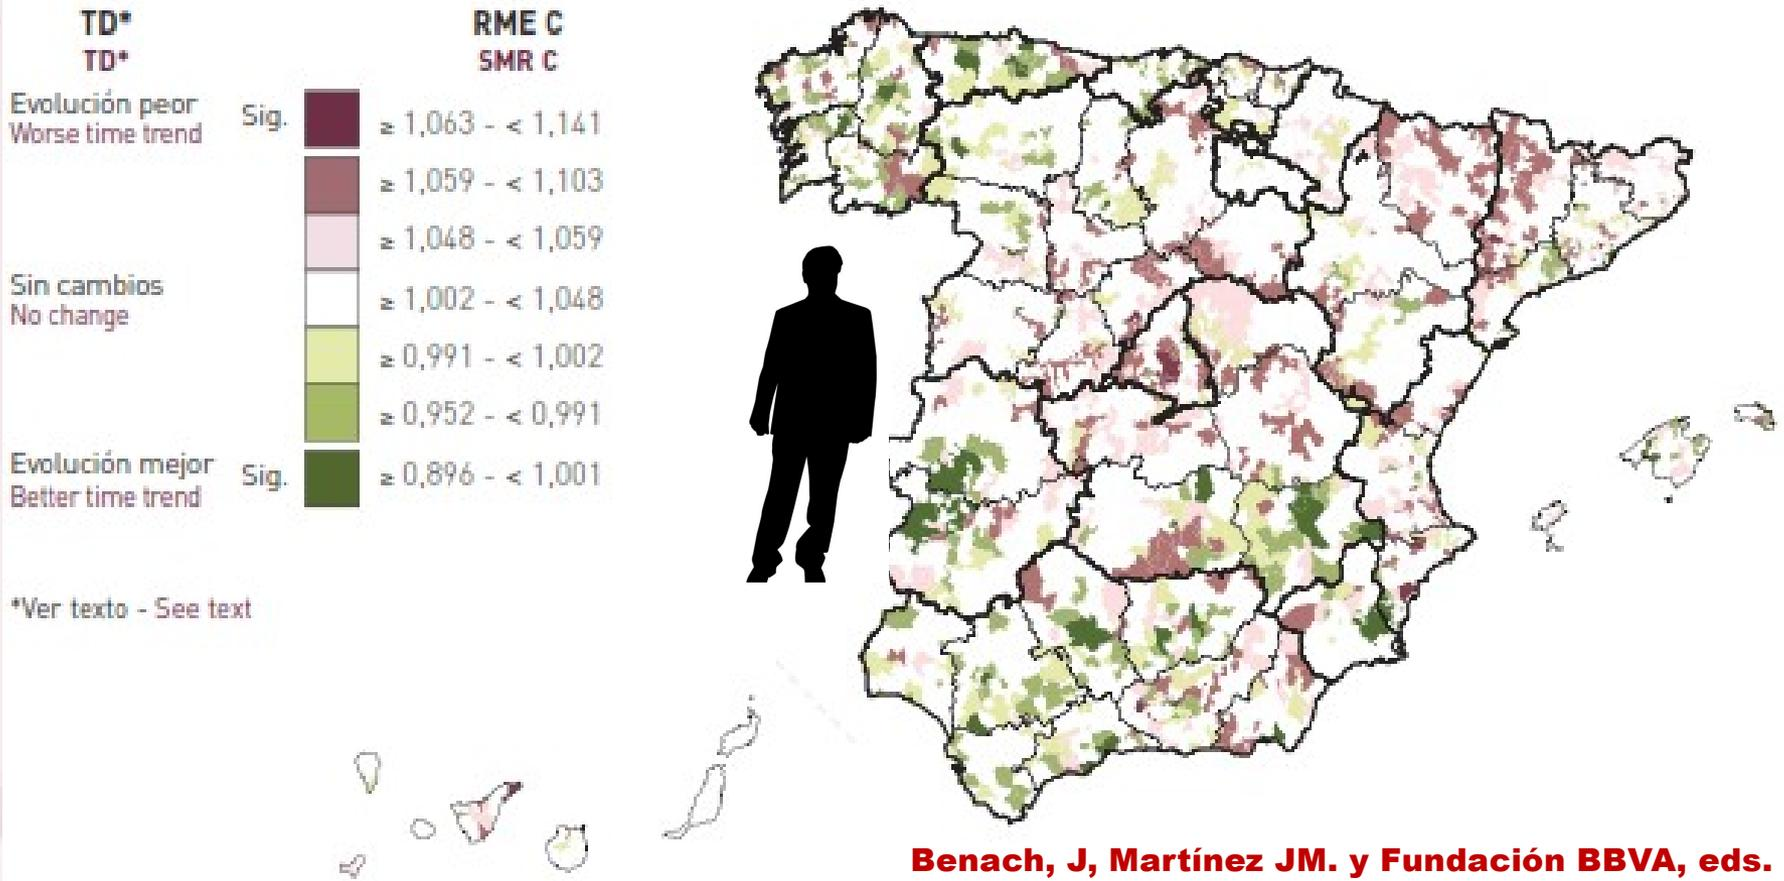 TD*
TD*
RME C
SMR C
Evolución peor
Worse time trend
Sig.
≥ 1,063 - < 1,141
≥ 1,059 - < 1,103
≥ 1,048 - < 1,059
Sin cambios
No change
≥ 1,002 - < 1,048
≥ 0,991 - < 1,002
≥ 0,952 - < 0,991
Evolución mejor
Better time trend
Sig.
≥ 0,896 - < 1,001
*Ver texto - See text
Benach, J, Martínez JM. y Fundación BBVA, eds.